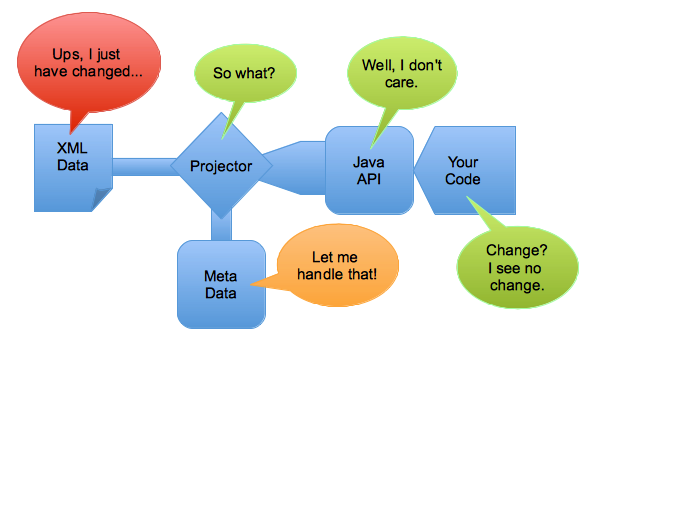 Ups, I just
have changed...
So what?
Well, I don't
care.
XML
Data
Projector
Java
API
Your
Code
Meta
Data
Let me
handle that!
Change?
I see no
change.